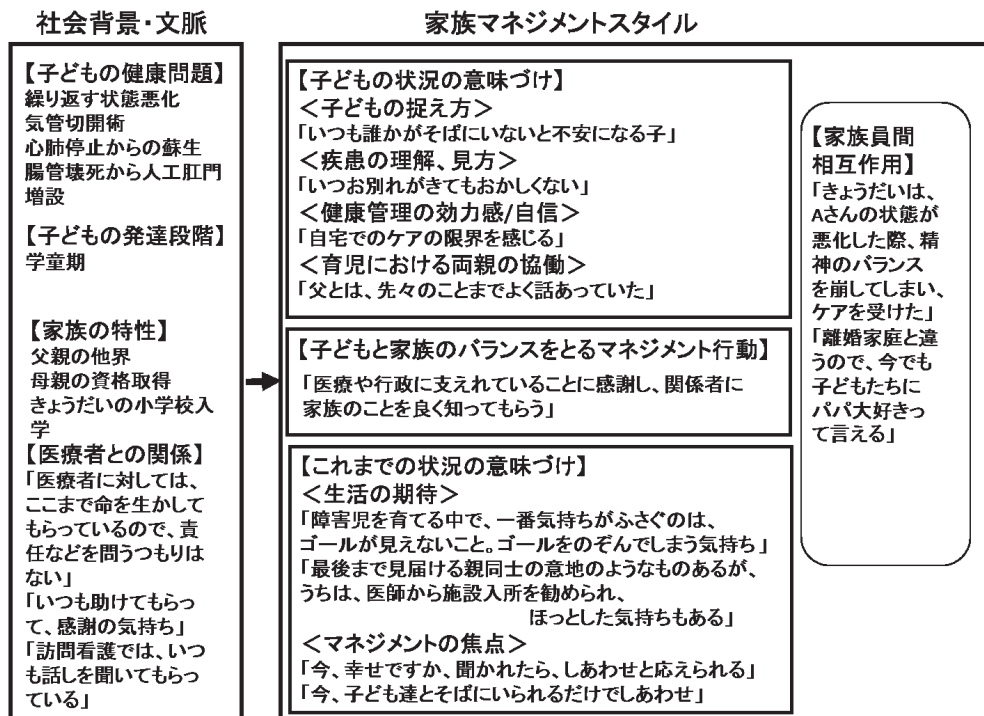 社会背景・文脈
【子どもの健康問題】
繰り返す状態悪化
気管切開術
心肺停止からの蘇生
腸管壊死から人工肛門
増設
【子どもの発達段階】
学童期
【家族の特性】
父親の他界
母親の資格取得
きょうだいの小学校入
学
【医療者との関係】
「医療者に対しては、
ここまで命を生かして
もらっているので、責
任などを問うつもりは
ない」
「いつも助けてもらっ
て、感謝の気持ち」
「訪問看護では、いつ
も話しを聞いてもらっ
ている」
家族マネジメントスタイル
【子どもの状況の意味づけ】
＜子どもの捉え方＞
「いつも誰かがそばにいないと不安になる子」
＜疾患の理解、見方＞
「いつお別れがきてもおかしくない」
＜健康管理の効力感/自信＞
「自宅でのケアの限界を感じる」
＜育児における両親の協働＞
「父とは、先々のことまでよく話あっていた」
【子どもと家族のバランスをとるマネジメント行動】
「医療や行政に支えれていることに感謝し、関係者に
家族のことを良く知ってもらう」
【これまでの状況の意味づけ】
＜生活の期待＞
「障害児を育てる中で、一番気持ちがふさぐのは、
ゴールが見えないこと。ゴールをのぞんでしまう気持ち」
「最後まで見届ける親同士の意地のようなものあるが、
うちは、医師から施設入所を勧められ、
ほっとした気持ちもある」
＜マネジメントの焦点＞
「今、幸せですか、聞かれたら、しあわせと応えられる」
「今、子ども達とそばにいられるだけでしあわせ」
【家族員間
相互作用】
「きょうだいは、
Aさんの状態が
悪化した際、精
神のバランス
を崩してしまい、
ケアを受けた」
「離婚家庭と違
うので、今でも
子どもたちに
パパ大好きっ
て言える」